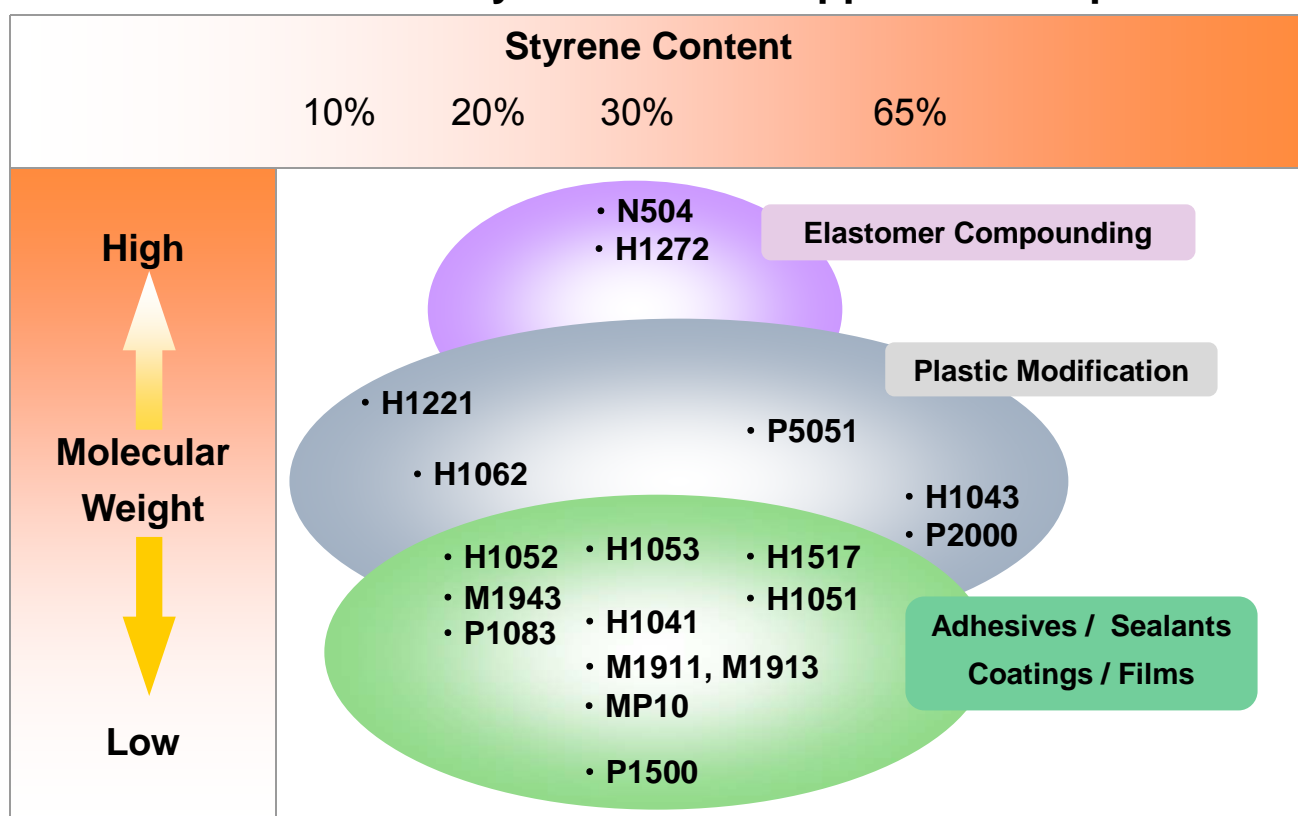 Styrene Content
10% 20% 30% 65%
High
Molecular
Weight
Low
・N504
・H1272
Elastomer Compounding
Plastic Modification
・H1221
・P5051
・H1062
・H1043
・P2000
・H1052
・M1943
・P1083
・H1053
・H1041
・M1911, M1913
・MP10
・P1500
・H1517
・H1051
Adhesives / Sealants
Coatings / Films